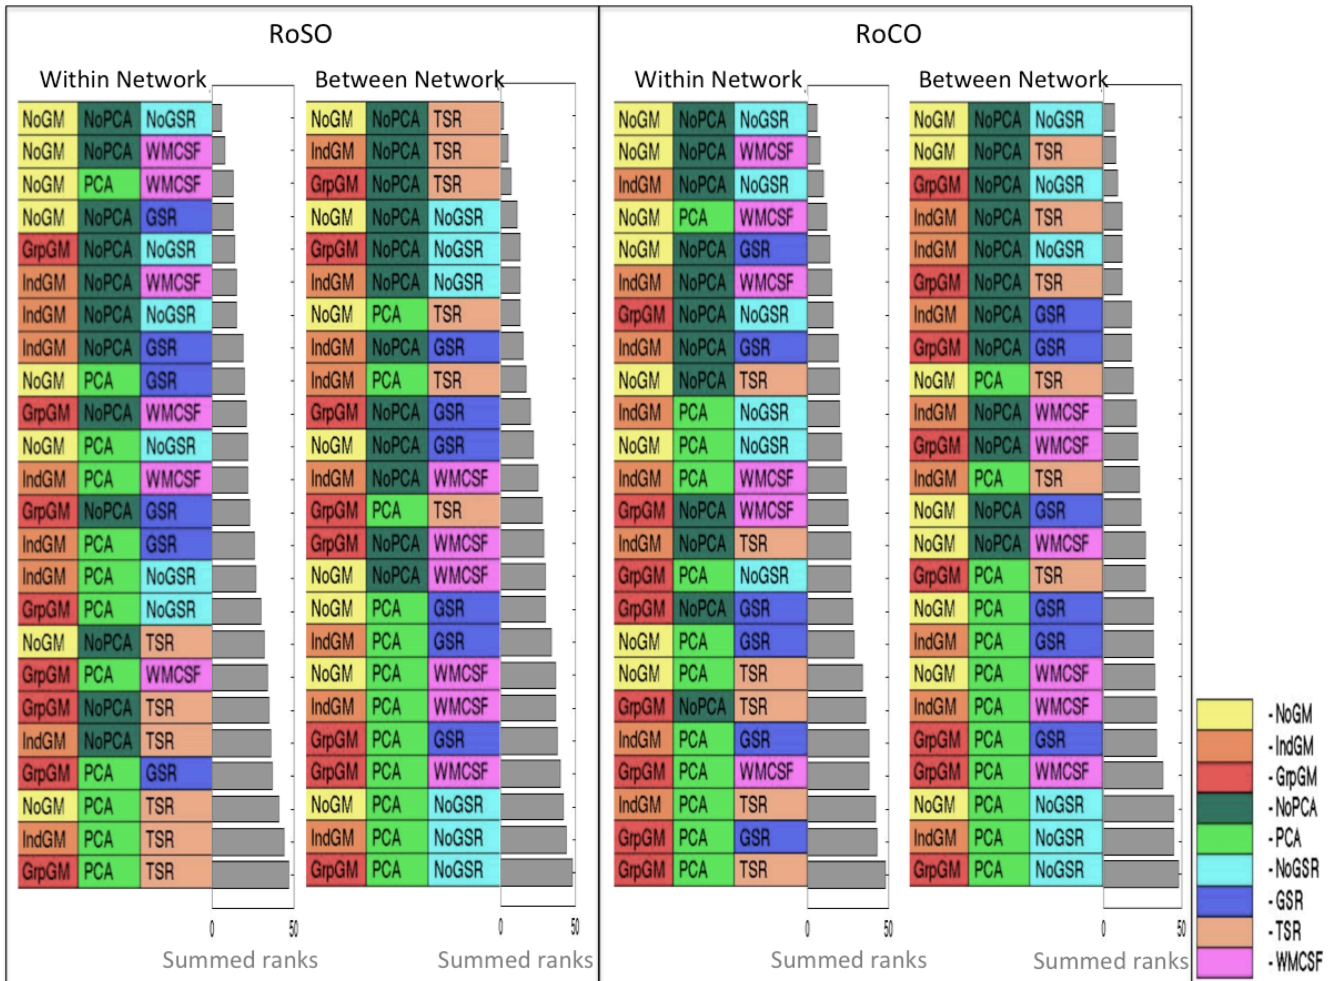 RoSO
RoCO
Within Network
Between Network
Within Network
Between Network
NoGM NoPCA NoGSR NoGM NoPCA TSR NoGM NoPCA NoGSR NoGM NoPCA NoGSR
NoGM NoPCA WMCSF IndGM NoPCA TSR NoGM NoPCA WMCSF NoGM NoPCA TSR
NoGM PCA WMCSF GrpGM NoPCA TSR IndGM NoPCA NoGSR GrpGM NoPCA NoGSR
NoGM NoPCA GSR NoGM NoPCA NoGSR NoGM PCA WMCSF IndGM NoPCA TSR
GrpGM NoPCA NoGSR GrpGM NoPCA NoGSR NoGM NoPCA GSR IndGM NoPCA NoGSR
IndGM NoPCA WMCSF IndGM NoPCA NoGSR IndGM NoPCA WMCSF GrpGM NoPCA TSR
IndGM NoPCA NoGSR NoGM PCA TSR GrpGM NoPCA NoGSR IndGM NoPCA GSR
IndGM NoPCA GSR IndGM NoPCA GSR IndGM NoPCA GSR GrpGM NoPCA GSR
NoGM PCA GSR IndGM PCA TSR NoGM NoPCA TSR NoGM PCA TSR
GrpGM NoPCA WMCSF GrpGM NoPCA GSR IndGM PCA NoGSR IndGM NoPCA WMCSF
NoGM PCA NoGSR NoGM NoPCA GSR NoGM PCA NoGSR GrpGM NoPCA WMCSF
IndGM PCA WMCSF IndGM NoPCA WMCSF IndGM PCA WMCSF IndGM PCA TSR
GrpGM NoPCA GSR GrpGM PCA TSR GrpGM NoPCA WMCSF NoGM NoPCA GSR
IndGM PCA GSR GrpGM NoPCA WMCSF IndGM NoPCA TSR NoGM NoPCA WMCSF
IndGM PCA NoGSR NoGM NoPCA WMCSF GrpGM PCA NoGSR GrpGM PCA TSR
GrpGM PCA NoGSR NoGM PCA GSR GrpGM NoPCA GSR NoGM PCA GSR
NoGM NoPCA TSR IndGM PCA GSR NoGM PCA GSR IndGM PCA GSR
GrpGM PCA WMCSF NoGM PCA WMCSF NoGM PCA TSR NoGM PCA WMCSF
GrpGM NoPCA TSR IndGM PCA WMCSF GrpGM NoPCA TSR IndGM PCA WMCSF
IndGM NoPCA TSR GrpGM PCA GSR IndGM PCA GSR GrpGM PCA GSR
GrpGM PCA GSR GrpGM PCA WMCSF GrpGM PCA WMCSF GrpGM PCA WMCSF
NoGM PCA TSR NoGM PCA NoGSR IndGM PCA TSR NoGM PCA NoGSR
IndGM PCA TSR IndGM PCA NoGSR GrpGM PCA GSR IndGM PCA NoGSR
GrpGM PCA TSR GrpGM PCA NoGSR GrpGM PCA TSR GrpGM PCA NoGSR
0 50 0 50 0 50 0 50
Summed ranks
Summed ranks
Summed ranks
Summed ranks
- NoGM
- IndGM
- GrpGM
- NoPCA
- PCA
- NoGSR
- GSR
- TSR
- WMCSF